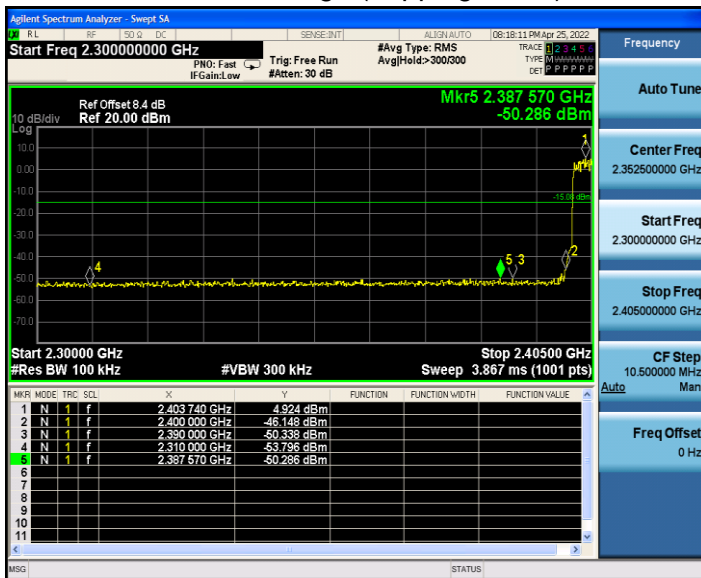 Agilent Spectrum Analyzer - Swept SA
RL RF 50 Ω DC SENSE:INT ALIGN AUTO 08:18:11 PM Apr 25, 2022
Start Freq 2.300000000 GHz
PNO: Fast
IFGain:Low
Trig: Free Run
#Atten: 30 dB
#Avg Type: RMS
Avg|Hold:>300/300
TRACE 1 2 3 4 5 6
TYPE M
DET P P P P P P
Ref Offset 8.4 dB
10 dB/div Ref 20.00 dBm
Log
Mkr5 2.387 570 GHz
-50.286 dBm
10.0
0.00
-10.0
-20.0
-30.0
-40.0
-50.0
-60.0
-70.0
1
2
5 3
4
Start 2.30000 GHz Stop 2.40500 GHz
#Res BW 100 kHz #VBW 300 kHz Sweep 3.867 ms (1001 pts)
MKR MODE TRC SCL X Y FUNCTION FUNCTION WIDTH FUNCTION VALUE
1 N 1 f 2.403 740 GHz 4.924 dBm
2 N 1 f 2.400 000 GHz -46.148 dBm
3 N 1 f 2.390 000 GHz -50.338 dBm
4 N 1 f 2.310 000 GHz -53.796 dBm
5 N 1 f 2.387 570 GHz -50.286 dBm
6
7
8
9
10
11
MSG STATUS
Frequency
Auto Tune
Center Freq
2.352500000 GHz
Start Freq
2.300000000 GHz
Stop Freq
2.405000000 GHz
CF Step
10.500000 MHz
Auto Man
Freq Offset
0 Hz